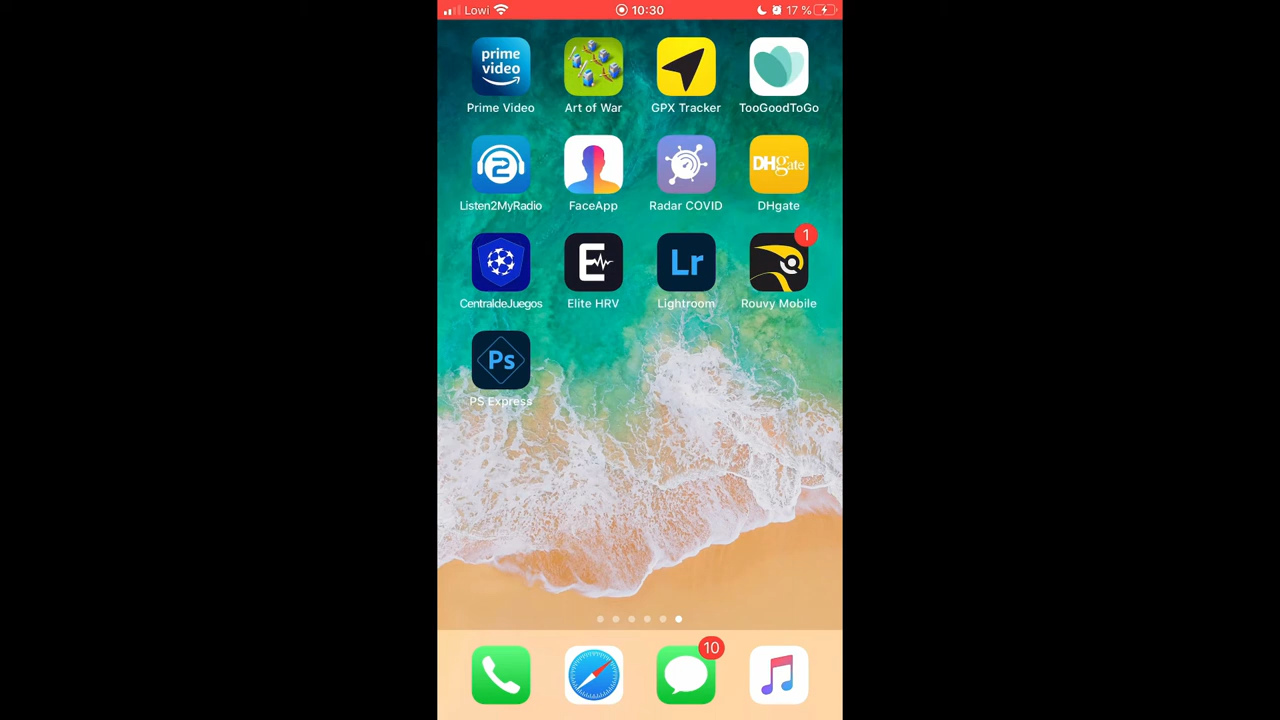 Lowi 10:30 17 %
prime video
Prime Video Art of War GPX Tracker TooGoodToGo
2 DHgate
Listen2MyRadio FaceApp Radar COVID DHgate
E Lr 1
CentraldeJuegos Elite HRV Lightroom Rouvy Mobile
Ps
PS Express
10